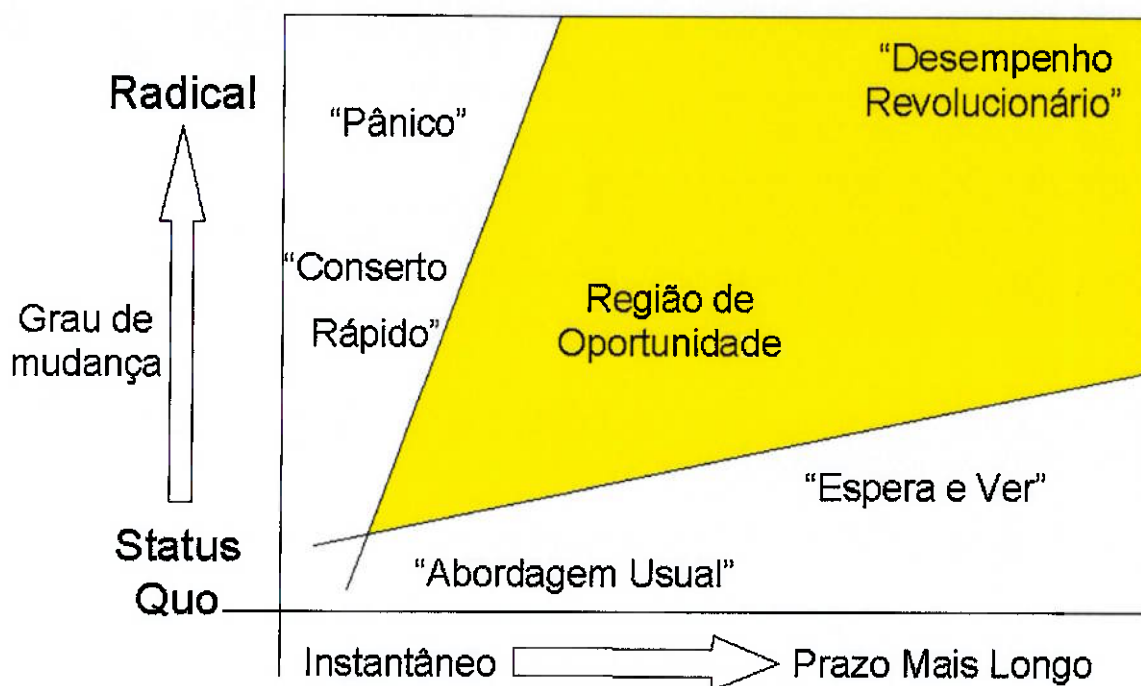 Radical
Grau de
mudança
Status
Quo
“Pânico”
“Conserto
Rápido”
“Desempenho
Revolucionário”
Região de
Oportunidade
“Espera e Ver”
“Abordagem Usual”
Instantâneo
Prazo Mais Longo